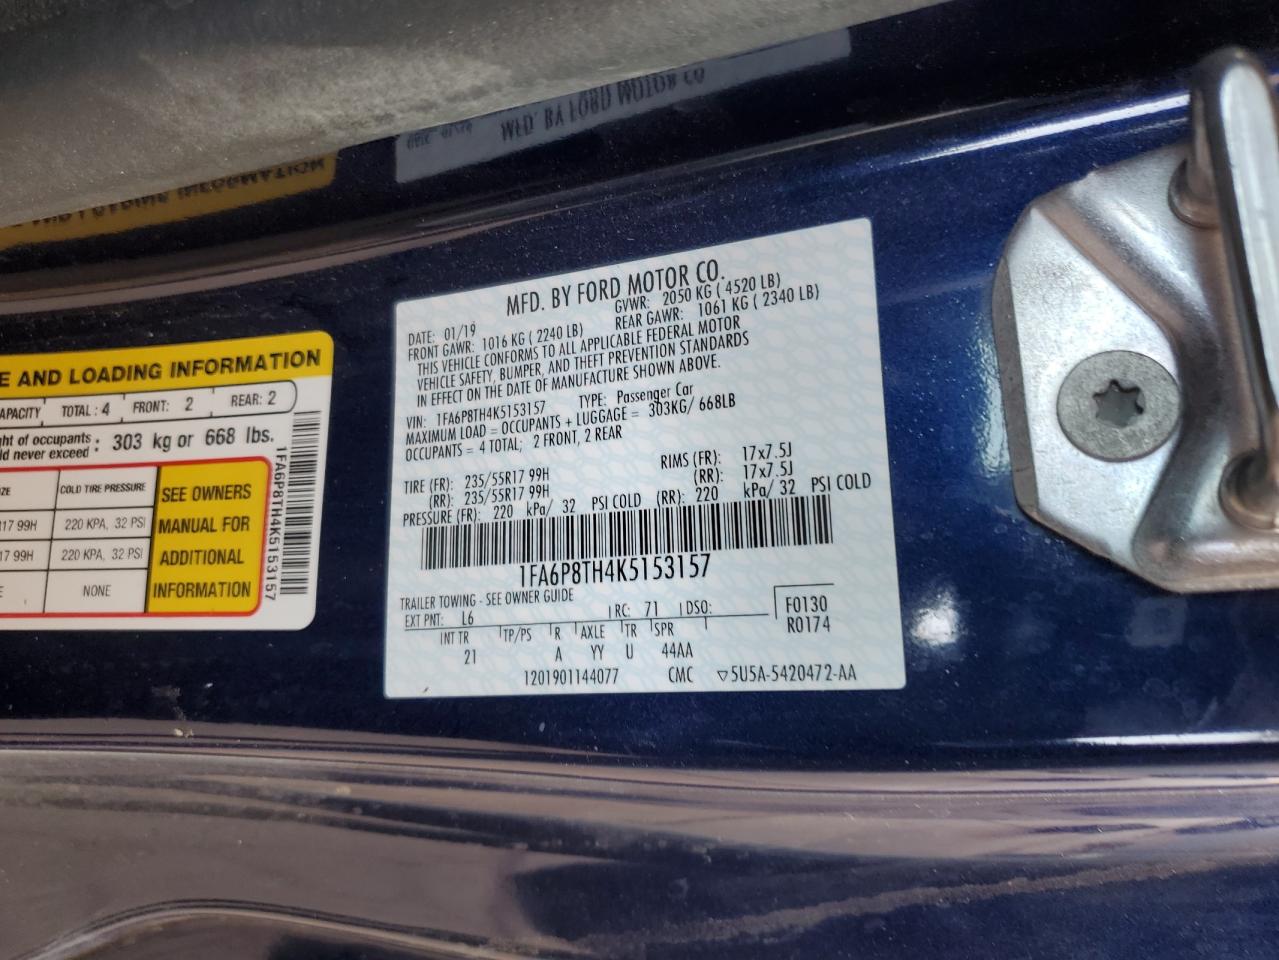 E AND LOADING INFORMATION
APACITY TOTAL: 4 FRONT: 2 REAR: 2
ght of occupants
ld never exceed : 303 kg or 668 lbs.
ZE COLD TIRE PRESSURE
R17 99H 220 KPA, 32 PSI
17 99H 220 KPA, 32 PSI
E NONE
SEE OWNERS
MANUAL FOR
ADDITIONAL
INFORMATION
1FA6P8TH4K5153157
MFD. BY FORD MOTOR CO.
DATE: 01/19 GVWR: 2050 KG ( 4520 LB)
FRONT GAWR: 1016 KG ( 2240 LB) REAR GAWR: 1061 KG ( 2340 LB)
THIS VEHICLE CONFORMS TO ALL APPLICABLE FEDERAL MOTOR
VEHICLE SAFETY, BUMPER, AND THEFT PREVENTION STANDARDS
IN EFFECT ON THE DATE OF MANUFACTURE SHOWN ABOVE.
VIN: 1FA6P8TH4K5153157 TYPE: Passenger Car
MAXIMUM LOAD = OCCUPANTS + LUGGAGE = 303KG/ 668LB
OCCUPANTS = 4 TOTAL; 2 FRONT, 2 REAR
TIRE (FR): 235/55R17 99H RIMS (FR): 17x7.5J
(RR): 235/55R17 99H (RR): 17x7.5J
PRESSURE (FR): 220 kPa/ 32 PSI COLD (RR): 220 kPa/ 32 PSI COLD
1FA6P8TH4K5153157
TRAILER TOWING - SEE OWNER GUIDE
EXT PNT: L6 RC: 71 DSO: F0130
INT TR TP/PS R AXLE TR SPR R0174
21 A YY U 44AA
1201901144077 CMC ▽5U5A-5420472-AA